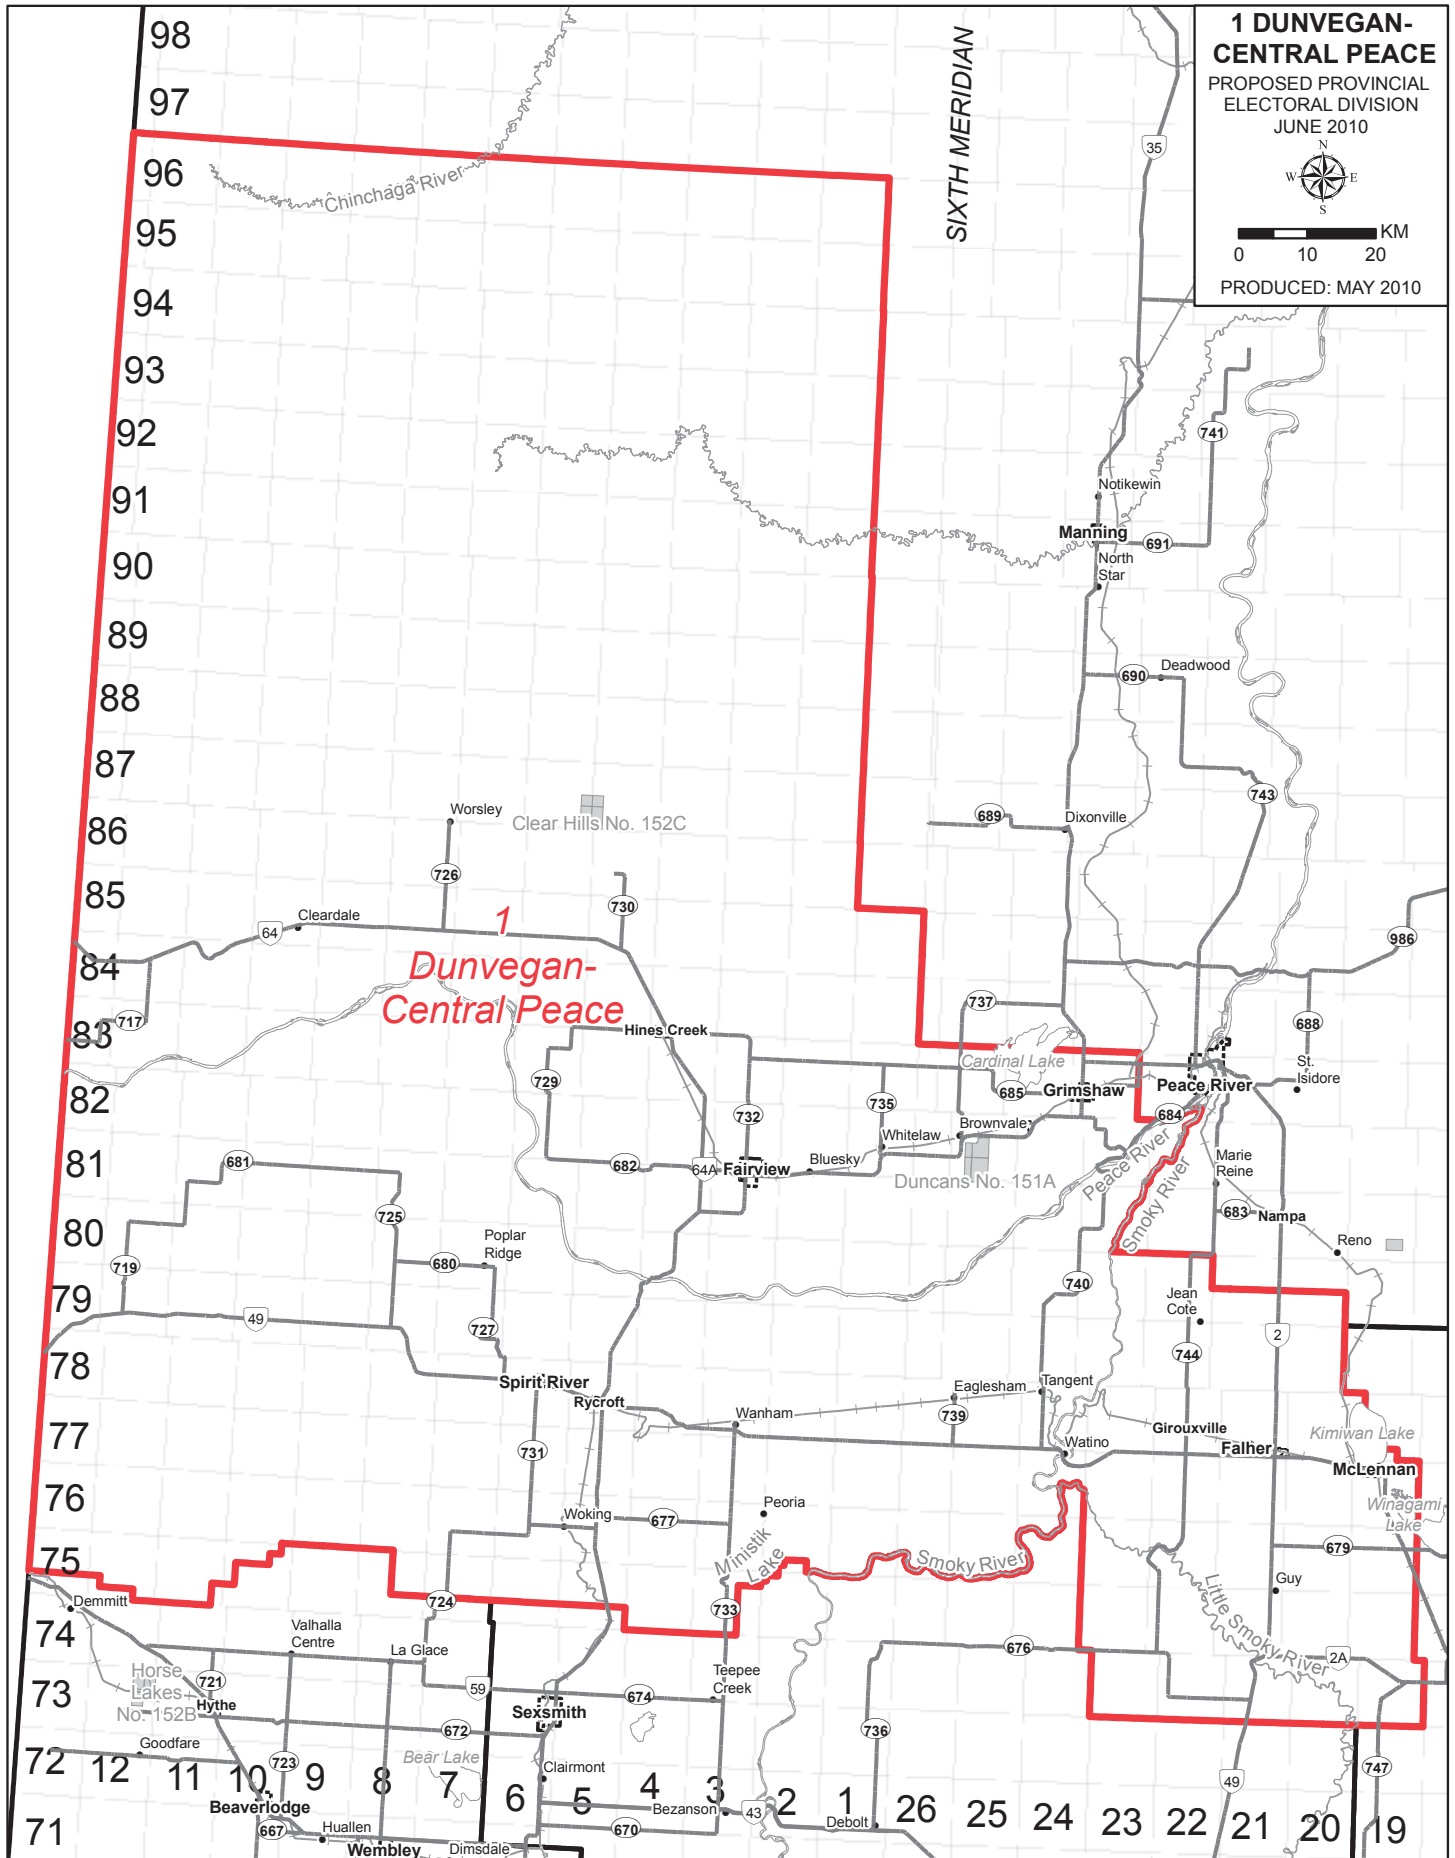 1 DUNVEGAN-
CENTRAL PEACE
PROPOSED PROVINCIAL
ELECTORAL DIVISION
JUNE 2010
N
W E
S
KM
0 10 20
PRODUCED: MAY 2010
98
97
SIXTH MERIDIAN
35
96
Chinchaga River
95
94
93
92
741
91
Notikewin
Manning
691
90
North
Star
89
88
690
Deadwood
87
743
86
Worsley
Clear Hills No. 152C
689
Dixonville
726
85
730
1
Cleardale
64
986
84
Dunvegan-
Central Peace
737
717
83
Hines Creek
688
Cardinal Lake
St.
Isidore
729
685
Grimshaw
Peace River
82
732
735
684
Brownvale
Whitelaw
81
681
682
64A
Fairview
Bluesky
Duncans No. 151A
Peace River
Smoky River
Marie
Reine
725
683
Nampa
80
Poplar
Ridge
Reno
719
680
740
79
49
727
Jean
Cote
2
744
78
Spirit River
Rycroft
Eaglesham
Tangent
739
Wanham
77
731
Watino
Girouxville
Falher
Kimiwan Lake
McLennan
76
Peoria
Woking
677
Winagami
Lake
75
Ministik
Lake
Smoky River
679
Guy
Little Smoky River
Demmitt
724
733
74
Valhalla
Centre
La Glace
676
2A
Horse
Lakes
No. 152B
721
73
Hythe
59
Teepee
Creek
674
Sexsmith
672
736
Goodfare
72
12
11
10
723
9
8
Bear Lake
7
6
Clairmont
5
4
3
2
1
26
25
24
23
22
49
21
20
747
19
Beaverlodge
Bezanson
43
Debolt
71
667
Huallen
670
Wembley
Dimsdale